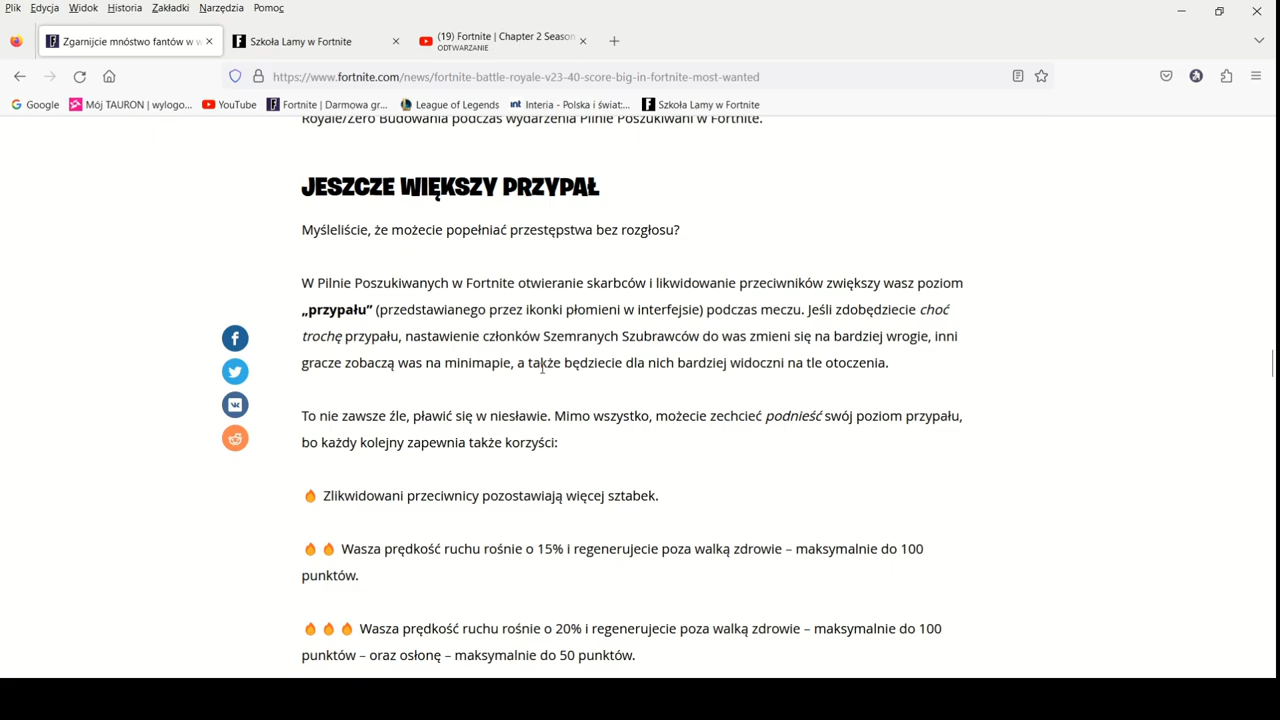 Plik Edycja Widok Historia Zakładki Narzędzia Pomoc
Zgarnijcie mnóstwo fantów w w
Szkoła Lamy w Fortnite
(19) Fortnite | Chapter 2 Season
ODTWARZANIE
https://www.fortnite.com/news/fortnite-battle-royale-v23-40-score-big-in-fortnite-most-wanted
Google Mój TAURON | wylogo... YouTube Fortnite | Darmowa gr... League of Legends int Interia - Polska i świat:... Szkoła Lamy w Fortnite
Royale/Zero Budowania podczas wydarzenia Pilnie Poszukiwani w Fortnite.
JESZCZE WIĘKSZY PRZYPAŁ
Myśleliście, że możecie popełniać przestępstwa bez rozgłosu?
W Pilnie Poszukiwanych w Fortnite otwieranie skarbców i likwidowanie przeciwników zwiększy wasz poziom
„przypału” (przedstawianego przez ikonki płomieni w interfejsie) podczas meczu. Jeśli zdobędziecie choć
trochę przypału, nastawienie członków Szemranych Szubrawców do was zmieni się na bardziej wrogie, inni
gracze zobaczą was na minimapie, a także będziecie dla nich bardziej widoczni na tle otoczenia.
To nie zawsze źle, pławić się w niesławie. Mimo wszystko, możecie zechcieć podnieść swój poziom przypału,
bo każdy kolejny zapewnia także korzyści:
🔥 Zlikwidowani przeciwnicy pozostawiają więcej sztabek.
🔥 🔥 Wasza prędkość ruchu rośnie o 15% i regenerujecie poza walką zdrowie – maksymalnie do 100
punktów.
🔥 🔥 🔥 Wasza prędkość ruchu rośnie o 20% i regenerujecie poza walką zdrowie – maksymalnie do 100
punktów – oraz osłonę – maksymalnie do 50 punktów.